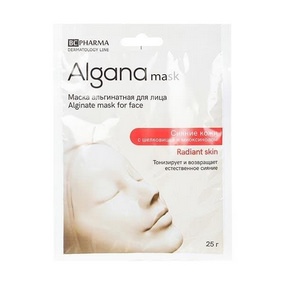 BC PHARMA
DERMATOLOGY LINE
Algana mask
Маска альгинатная для лица
Alginate mask for face
Сияние кожи
с шелковицей и
Radiant skin
Тонизирует и возвращает
естественное сияние
25 г